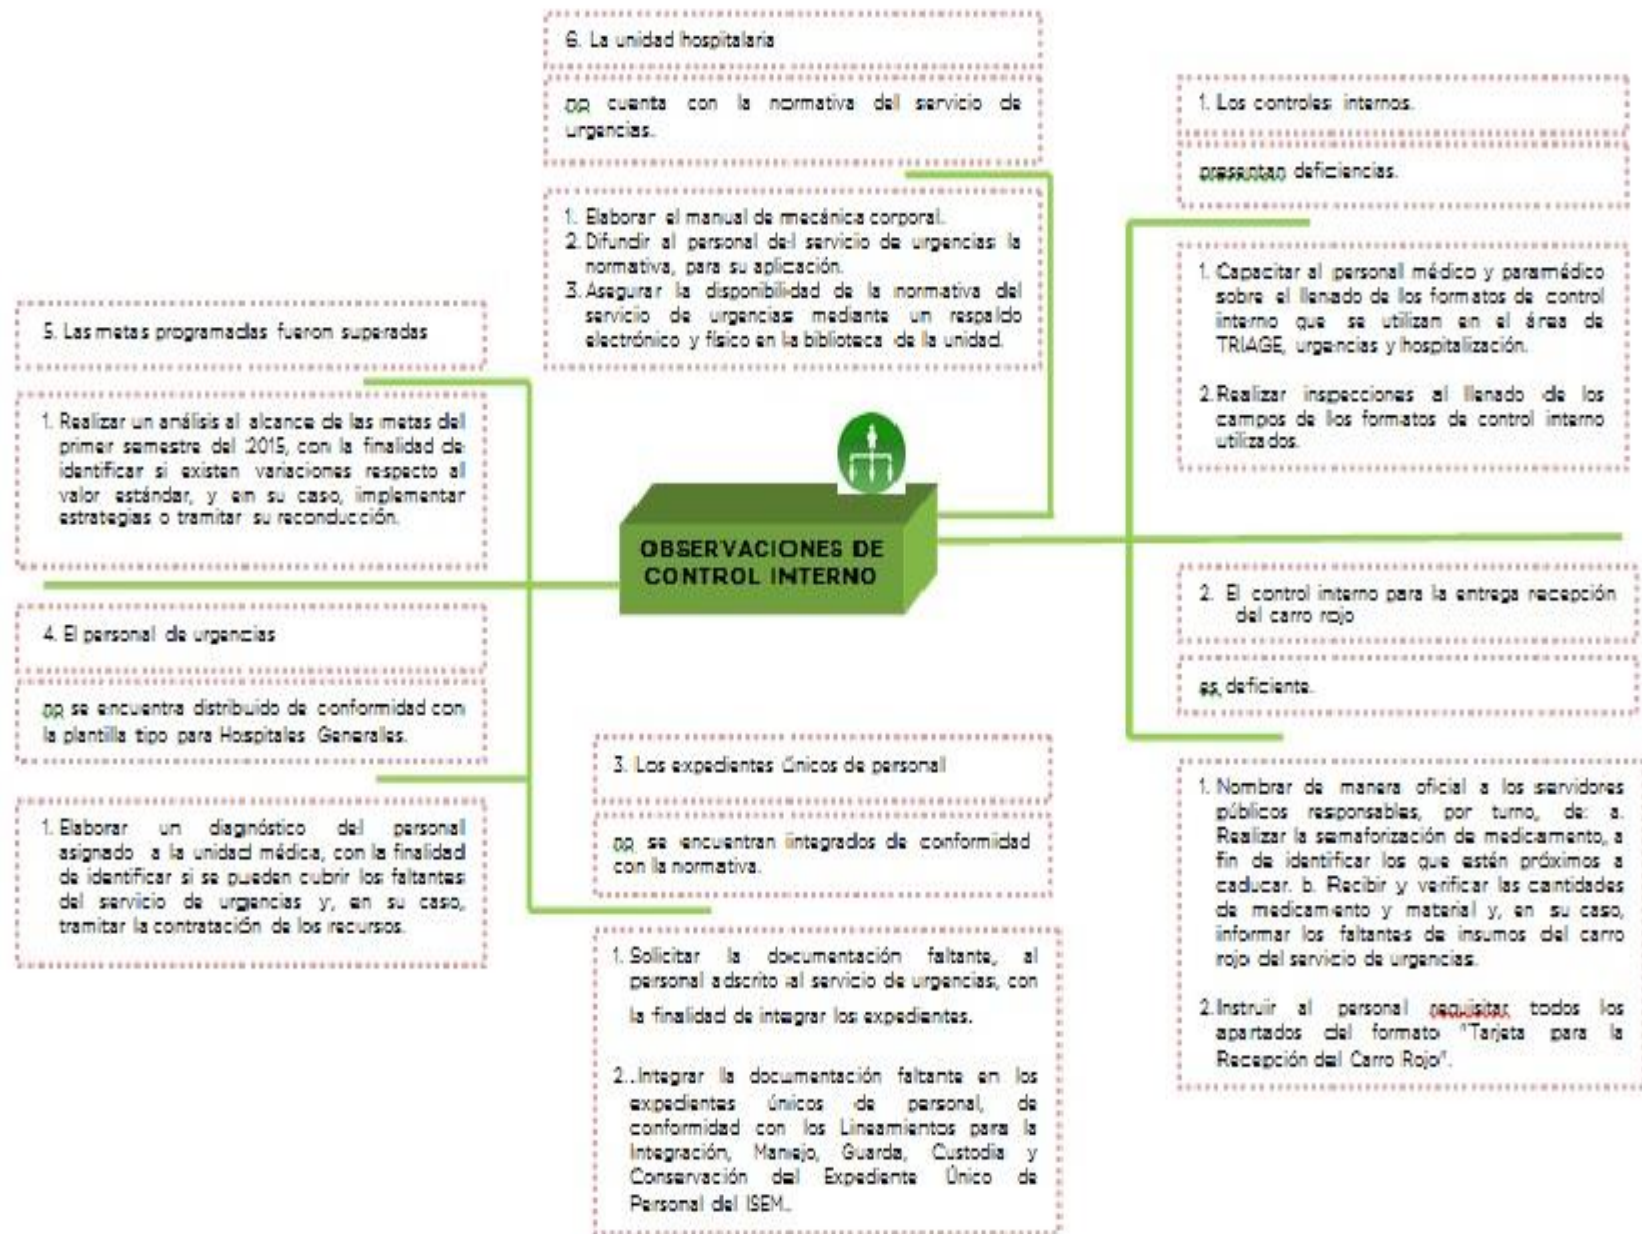 6. La unidad hospitalaria
no cuenta con la normativa del servicio de
urgencias.
1. Elaborar el manual de mecánica corporal.
2. Difundir al personal del servicio de urgencias la
normativa, para su aplicación.
3. Asegurar la disponibilidad de la normativa del
servicio de urgencias mediante un respaldo
electrónico y físico en la biblioteca de la unidad.
1. Los controles internos.
presentan deficiencias.
1. Capacitar al personal médico y paramédico
sobre el llenado de los formatos de control
interno que se utilizan en el área de
TRIAGE, urgencias y hospitalización.
2. Realizar inspecciones al llenado de los
campos de los formatos de control interno
utilizados.
5. Las metas programadas fueron superadas
1. Realizar un análisis al alcance de las metas del
primer semestre del 2015, con la finalidad de
identificar si existen variaciones respecto al
valor estándar, y en su caso, implementar
estrategias o tramitar su reconducción.
OBSERVACIONES DE
CONTROL INTERNO
2. El control interno para la entrega recepción
del carro rojo
es deficiente.
1. Nombrar de manera oficial a los servidores
públicos responsables, por turno, de: a.
Realizar la semaforización de medicamento, a
fin de identificar los que estén próximos a
caducar. b. Recibir y verificar las cantidades
de medicamento y material y, en su caso,
informar los faltantes de insumos del carro
rojo del servicio de urgencias.
2. Instruir al personal requisitar todos los
apartados del formato "Tarjeta para la
Recepción del Carro Rojo".
4. El personal de urgencias
no se encuentra distribuido de conformidad con
la plantilla tipo para Hospitales Generales.
1. Elaborar un diagnóstico del personal
asignado a la unidad médica, con la finalidad
de identificar si se pueden cubrir los faltantes
del servicio de urgencias y, en su caso,
tramitar la contratación de los recursos.
3. Los expedientes únicos de personal
no se encuentran integrados de conformidad
con la normativa.
1. Solicitar la documentación faltante, al
personal adscrito al servicio de urgencias, con
la finalidad de integrar los expedientes.
2..Integrar la documentación faltante en los
expedientes únicos de personal, de
conformidad con los Lineamientos para la
Integración, Manejo, Guarda, Custodia y
Conservación del Expediente Único de
Personal del ISEM..